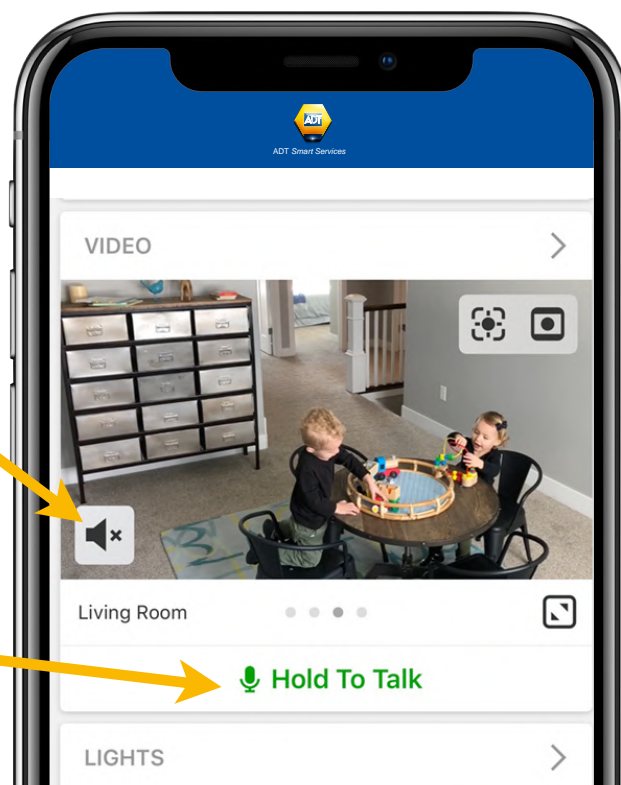 ADT
ADT Smart Services
VIDEO
Living Room
Hold To Talk
LIGHTS